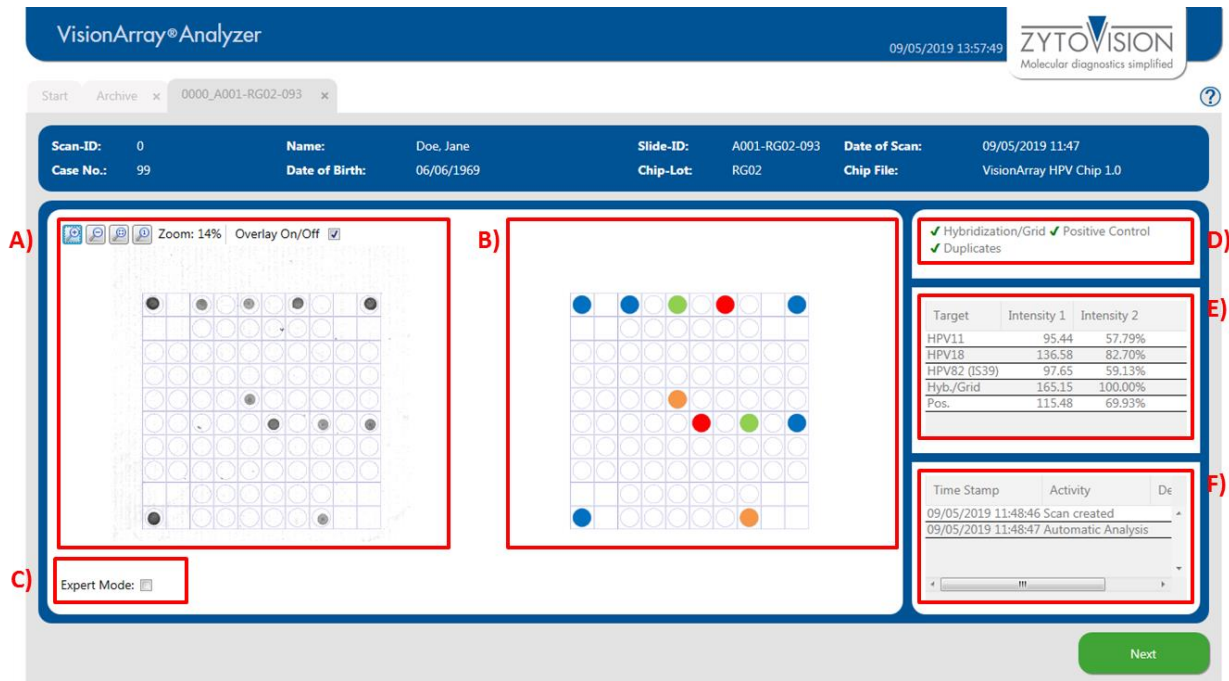 VisionArray®Analyzer
09/05/2019 13:57:49
ZYTOVISION
Molecular diagnostics simplified
Start Archive × 0000_A001-RG02-093 ×
?
Scan-ID: 0 Name: Doe, Jane Slide-ID: A001-RG02-093 Date of Scan: 09/05/2019 11:47
Case No.: 99 Date of Birth: 06/06/1969 Chip-Lot: RG02 Chip File: VisionArray HPV Chip 1.0
A)
Zoom: 14% Overlay On/Off
B)
C)
Expert Mode:
D)
✓ Hybridization/Grid ✓ Positive Control
✓ Duplicates
E)
Target Intensity 1 Intensity 2
HPV11 95.44 57.79%
HPV18 136.58 82.70%
HPV82 (IS39) 97.65 59.13%
Hyb./Grid 165.15 100.00%
Pos. 115.48 69.93%
F)
Time Stamp Activity De
09/05/2019 11:48:46 Scan created
09/05/2019 11:48:47 Automatic Analysis
Next